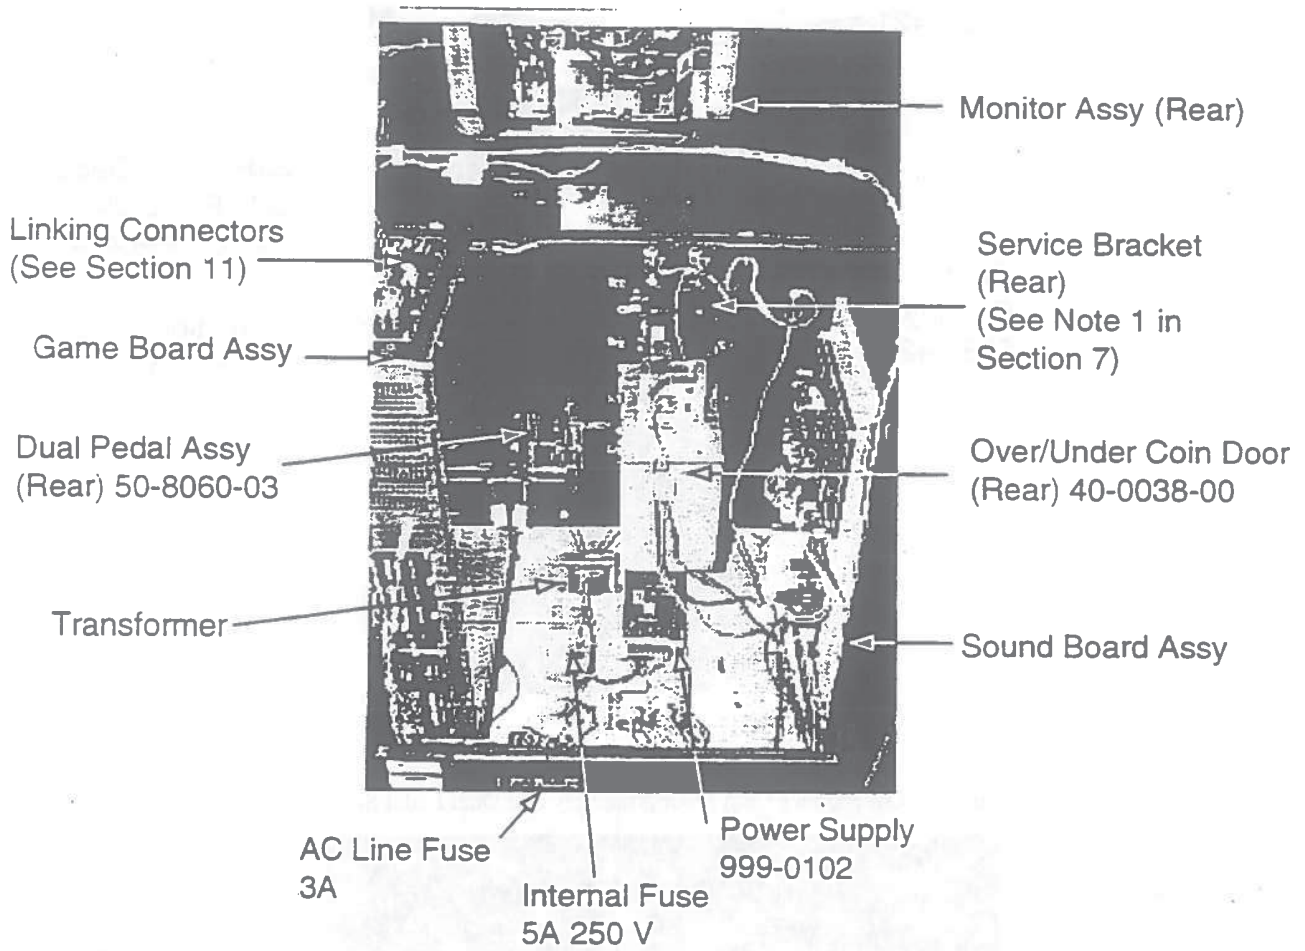 Monitor Assy (Rear)
Linking Connectors
(See Section 11)
Service Bracket
(Rear)
(See Note 1 in
Section 7)
Game Board Assy
Dual Pedal Assy
(Rear) 50-8060-03
Over/Under Coin Door
(Rear) 40-0038-00
Transformer
Sound Board Assy
AC Line Fuse
3A
Internal Fuse
5A 250 V
Power Supply
999-0102